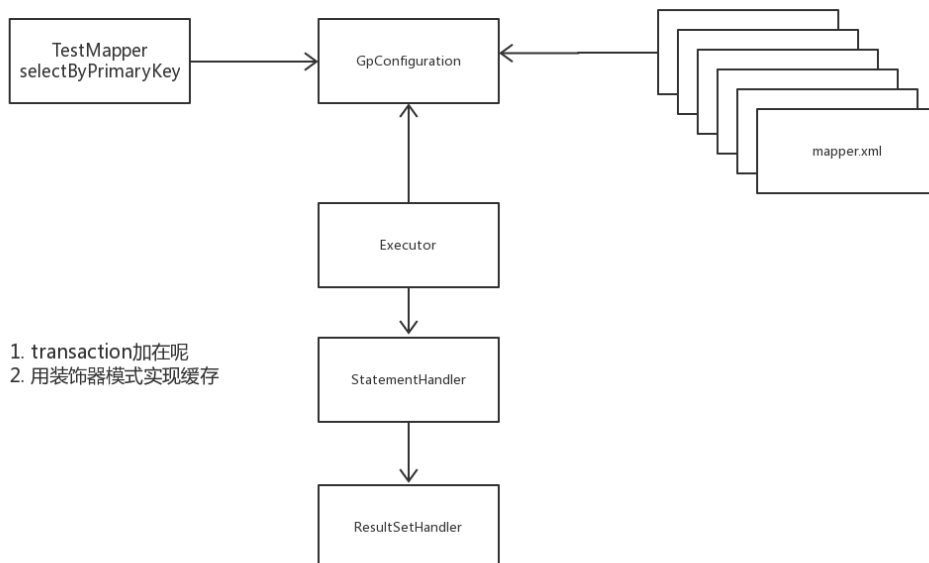 TestMapper
selectByPrimaryKey
GpConfiguration
mapper.xml
Executor
1. transaction加在呢
2. 用装饰器模式实现缓存
StatementHandler
ResultSetHandler